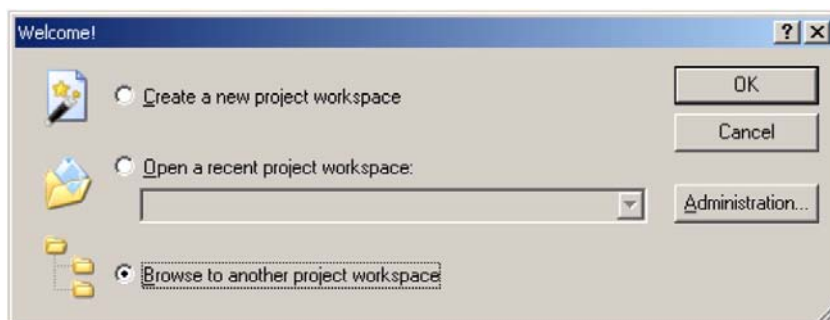 Welcome!
Create a new project workspace
OK
Cancel
Open a recent project workspace:
Administration...
Browse to another project workspace